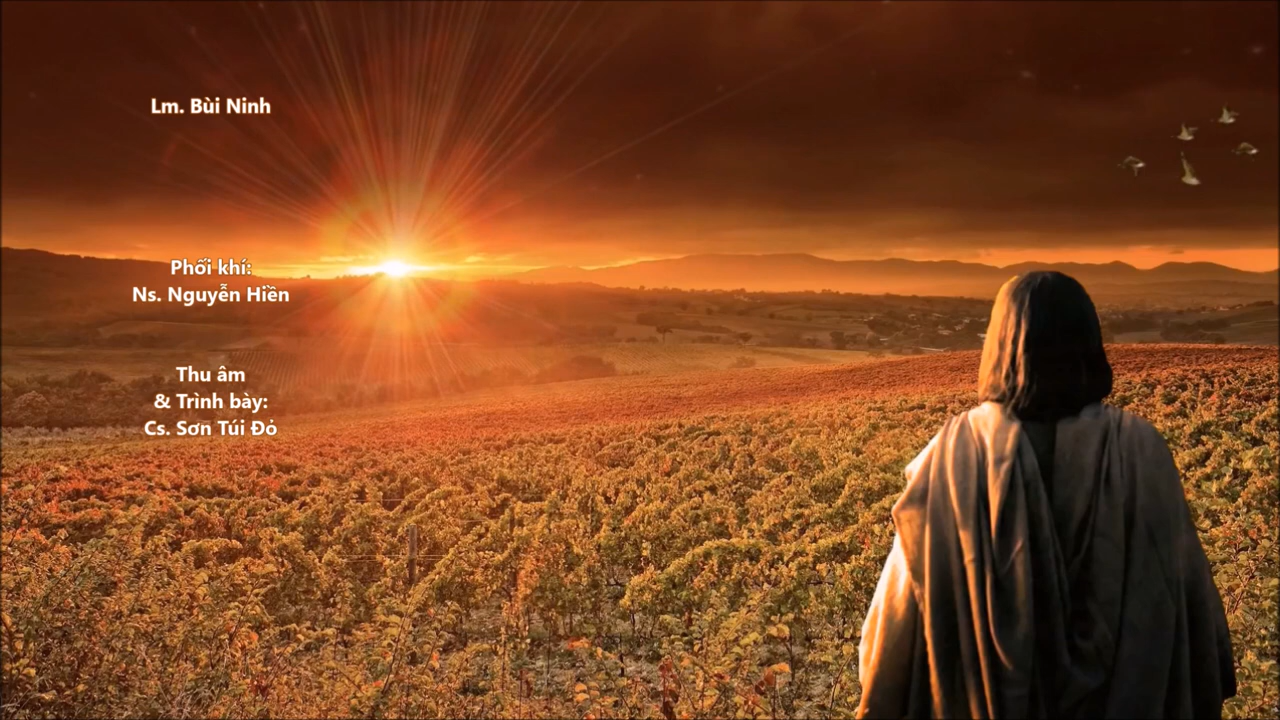 Lm. Bùi Ninh
Phối khí:
Ns. Nguyễn Hiền
Thu âm
& Trình bày:
Cs. Sơn Túi Đỏ